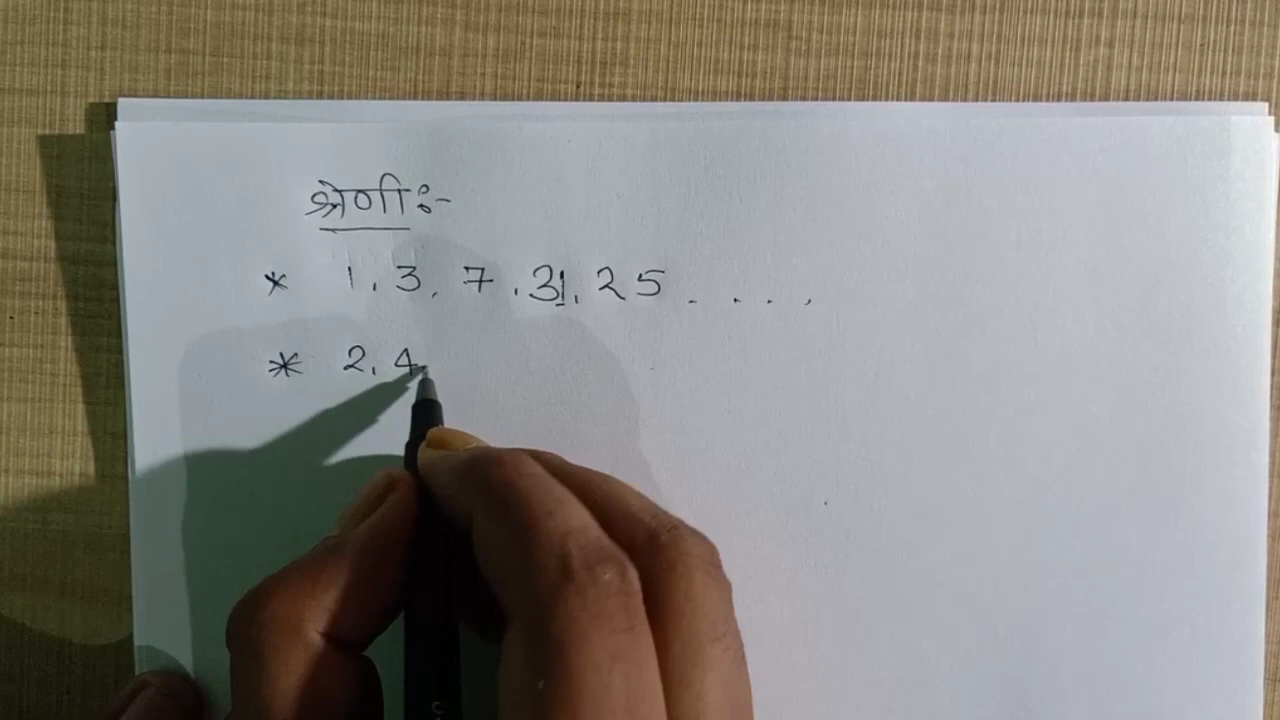 श्रेणी:-
* 1, 3, 7, 31, 25 . . . .
* 2, 4